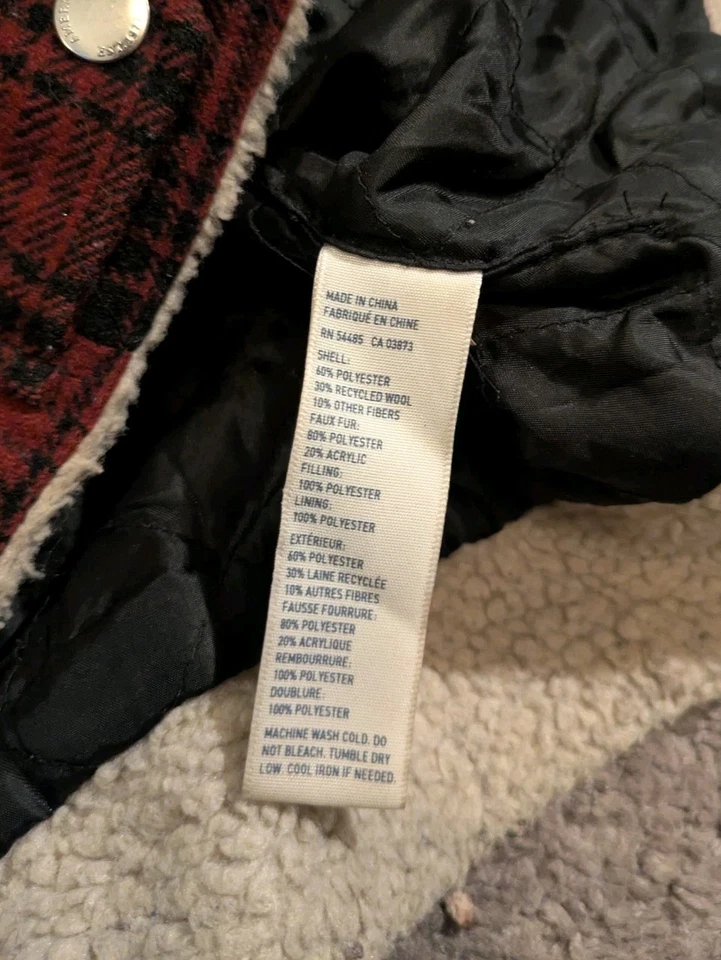 MADE IN CHINA
FABRIQUÉ EN CHINE
RN 54485 CA 03873
SHELL:
60% POLYESTER
30% RECYCLED WOOL
10% OTHER FIBERS
FAUX FUR:
80% POLYESTER
20% ACRYLIC
FILLING:
100% POLYESTER
LINING:
100% POLYESTER
EXTÉRIEUR:
60% POLYESTER
30% LAINE RECYCLÉE
10% AUTRES FIBRES
FAUSSE FOURRURE:
80% POLYESTER
20% ACRYLIQUE
REMBOURRURE:
100% POLYESTER
DOUBLURE:
100% POLYESTER
MACHINE WASH COLD. DO
NOT BLEACH. TUMBLE DRY
LOW. COOL IRON IF NEEDED.